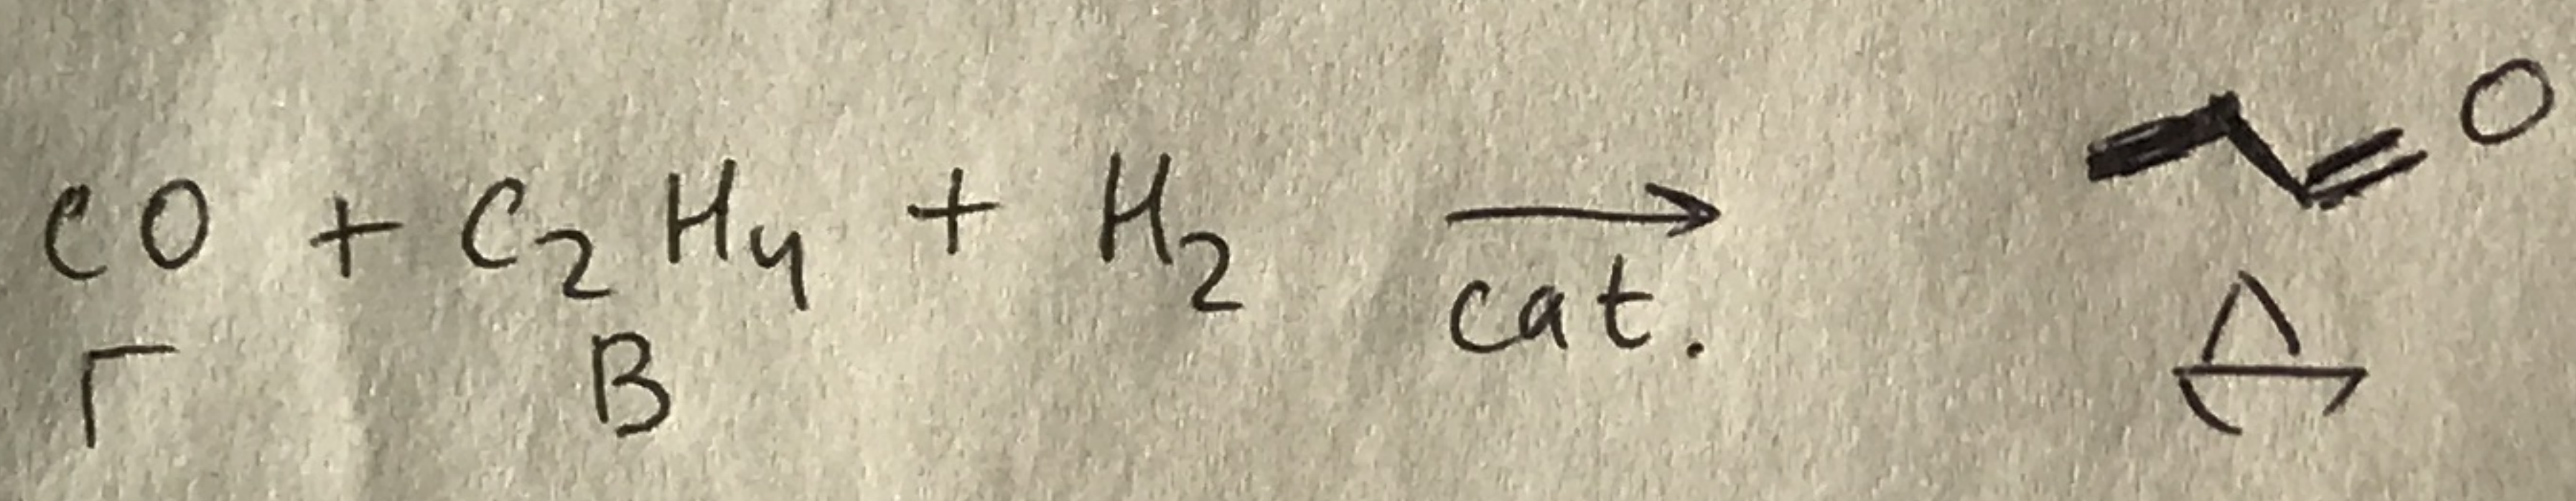 CO + C₂H₄ + H₂ → O
cat.
Г В Д